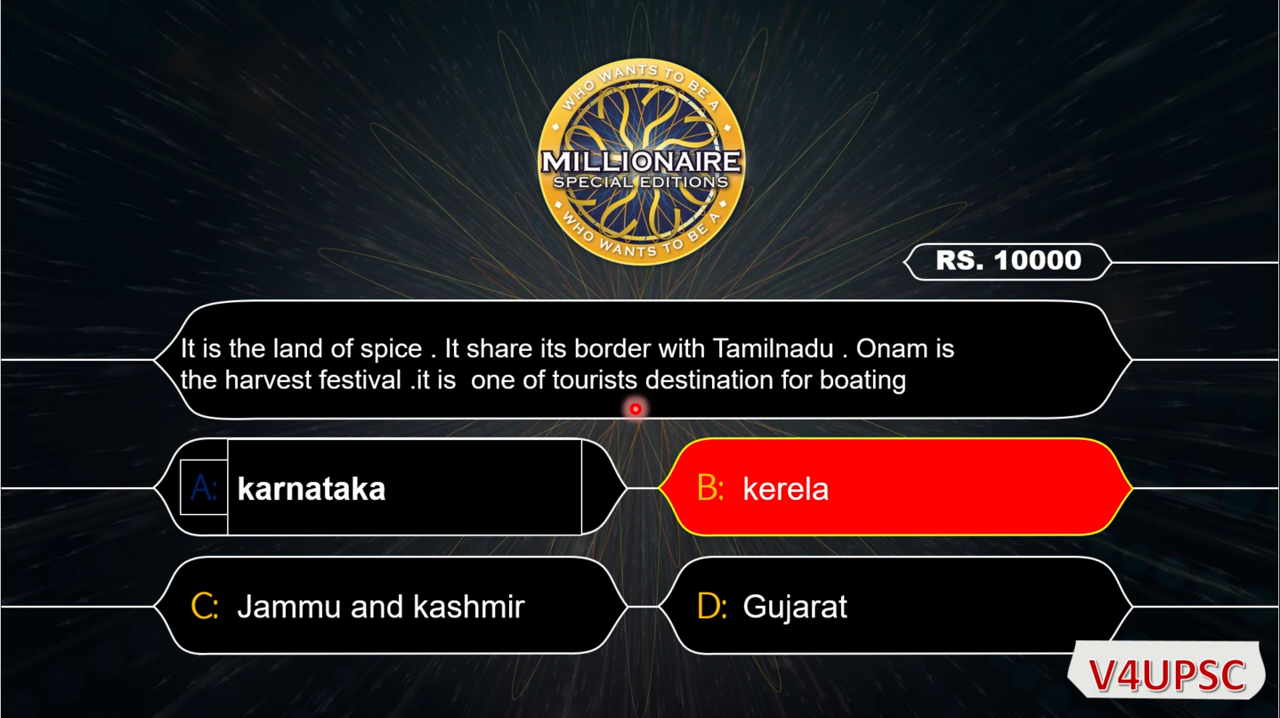 WHO WANTS TO BE A
MILLIONAIRE
SPECIAL EDITIONS
WHO WANTS TO BE A
RS. 10000
It is the land of spice . It share its border with Tamilnadu . Onam is
the harvest festival .it is one of tourists destination for boating
A: karnataka
B: kerela
C: Jammu and kashmir
D: Gujarat
V4UPSC